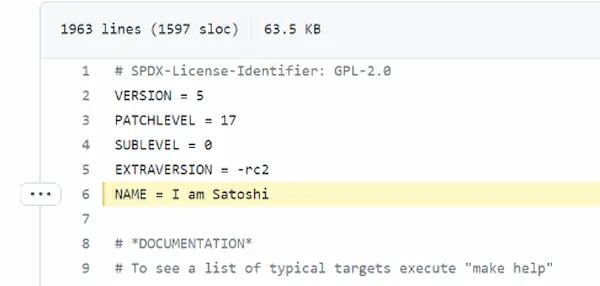 1963 lines (1597 sloc) 63.5 KB
1 # SPDX-License-Identifier: GPL-2.0
2 VERSION = 5
3 PATCHLEVEL = 17
4 SUBLEVEL = 0
5 EXTRAVERSION = -rc2
6 NAME = I am Satoshi
7
8 # *DOCUMENTATION*
9 # To see a list of typical targets execute "make help"